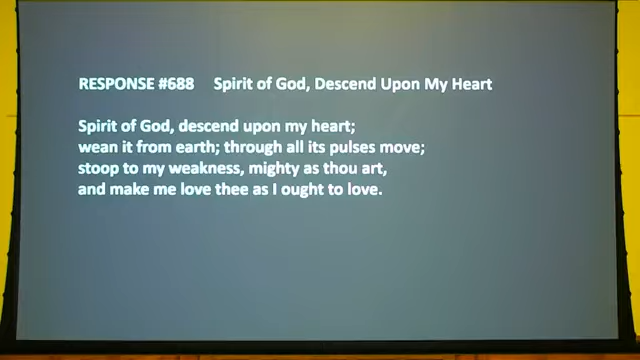 RESPONSE #688 Spirit of God, Descend Upon My Heart
Spirit of God, descend upon my heart;
wean it from earth; through all its pulses move;
stoop to my weakness, mighty as thou art,
and make me love thee as I ought to love.